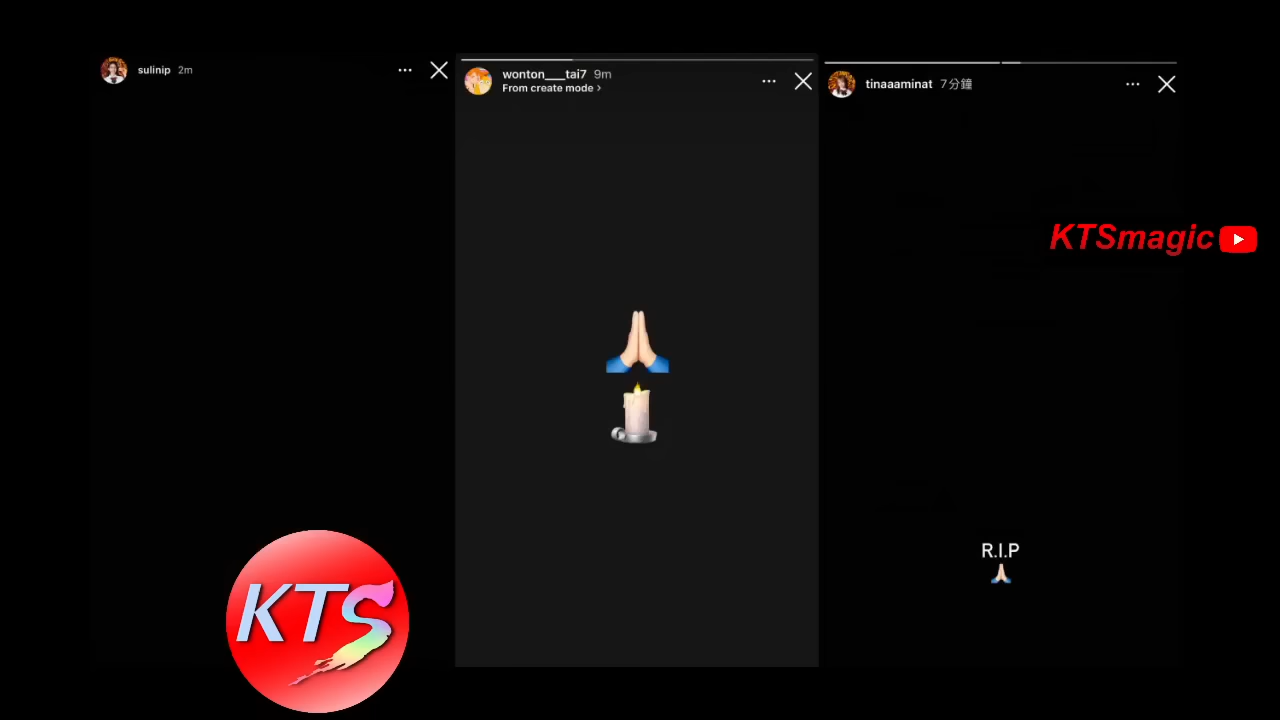 sulinip 2m
wonton___tai7 9m
From create mode ›
tinaaaminat 7分鐘
KTSmagic
R.I.P
KTS